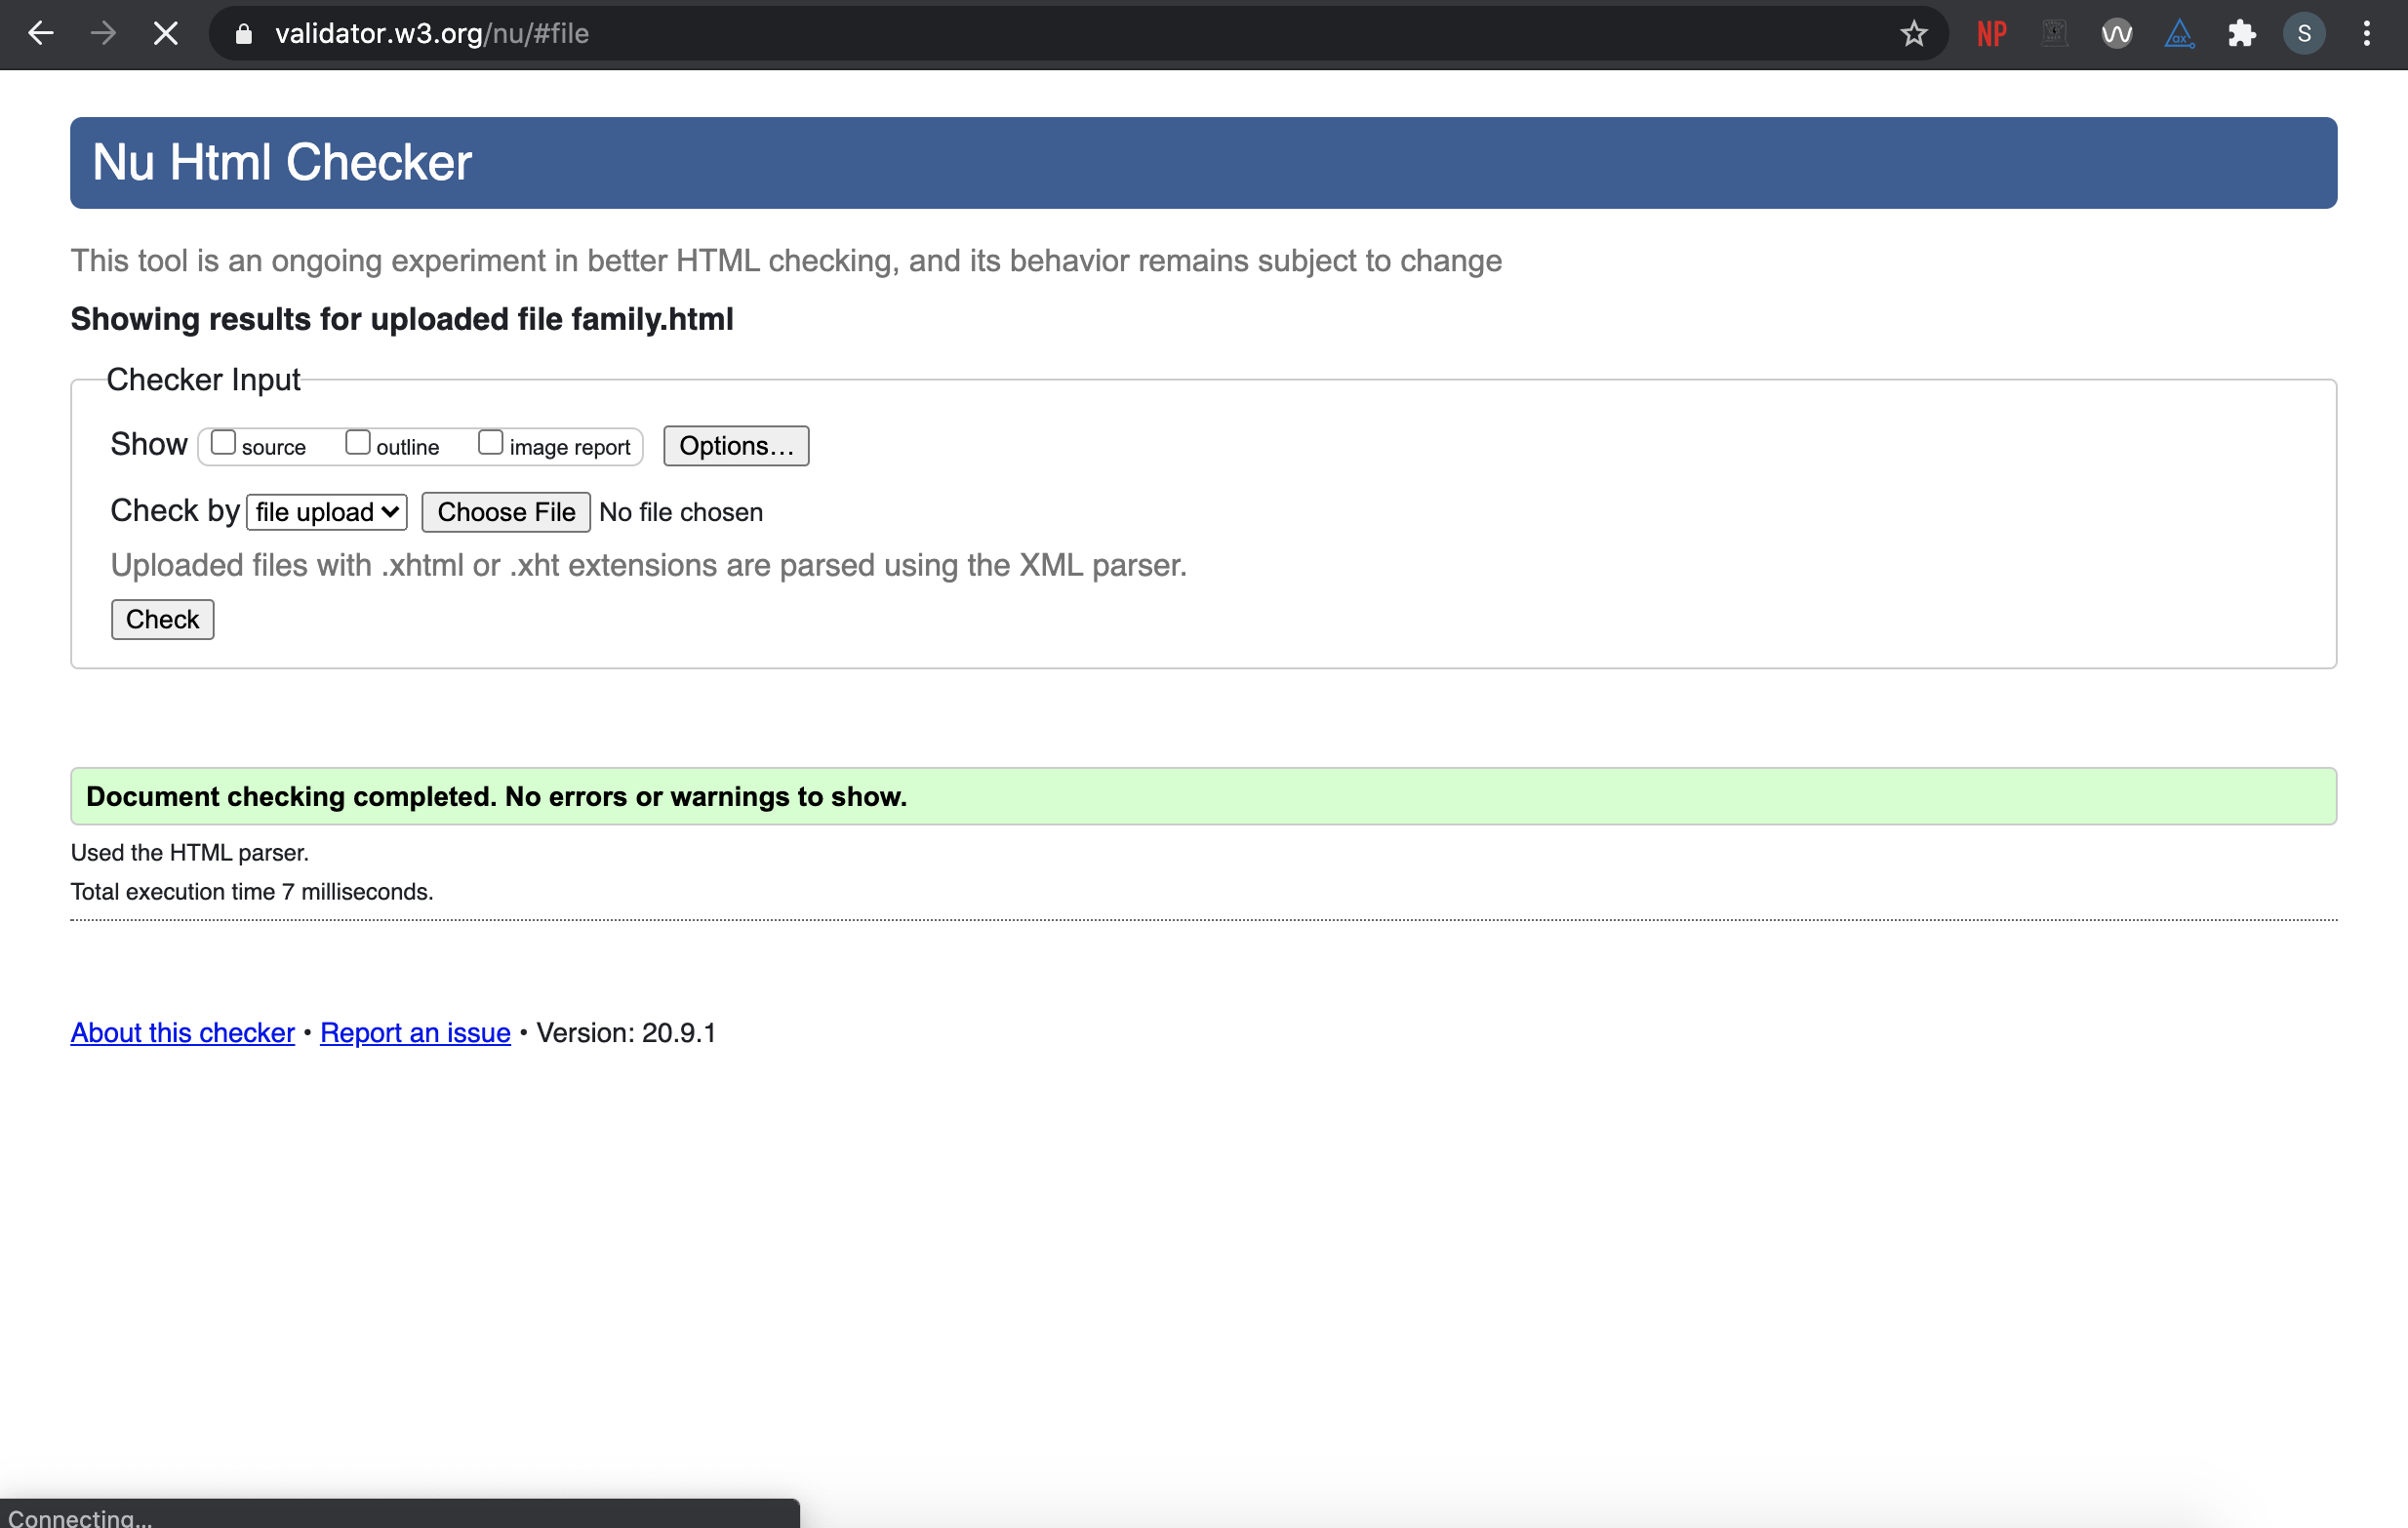 validator.w3.org/nu/#file
NP
ax
S
Nu Html Checker
This tool is an ongoing experiment in better HTML checking, and its behavior remains subject to change
Showing results for uploaded file family.html
Checker Input
Show source outline image report Options...
Check by file upload Choose File No file chosen
Uploaded files with .xhtml or .xht extensions are parsed using the XML parser.
Check
Document checking completed. No errors or warnings to show.
Used the HTML parser.
Total execution time 7 milliseconds.
About this checker • Report an issue • Version: 20.9.1
Connecting...